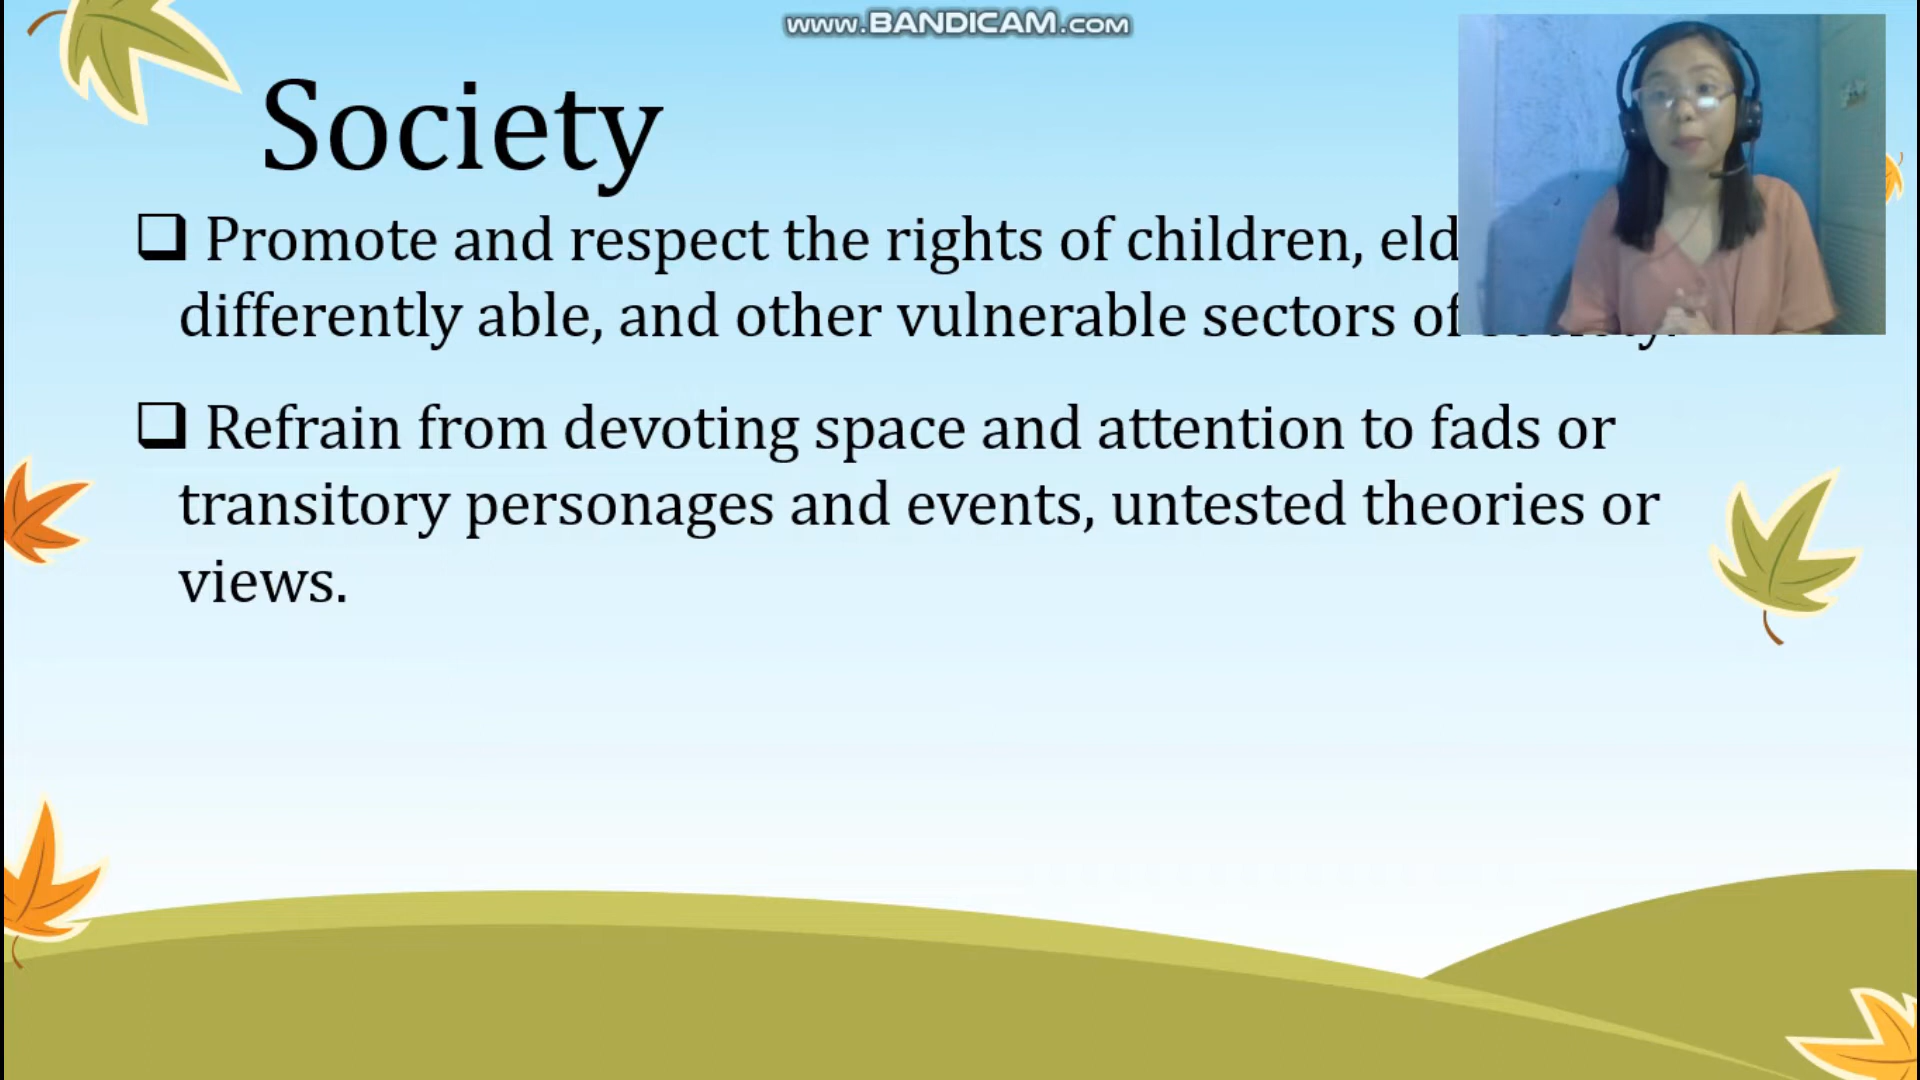 www.BANDICAM.com
Society
Promote and respect the rights of children, eld
differently able, and other vulnerable sectors of
Refrain from devoting space and attention to fads or
transitory personages and events, untested theories or
views.